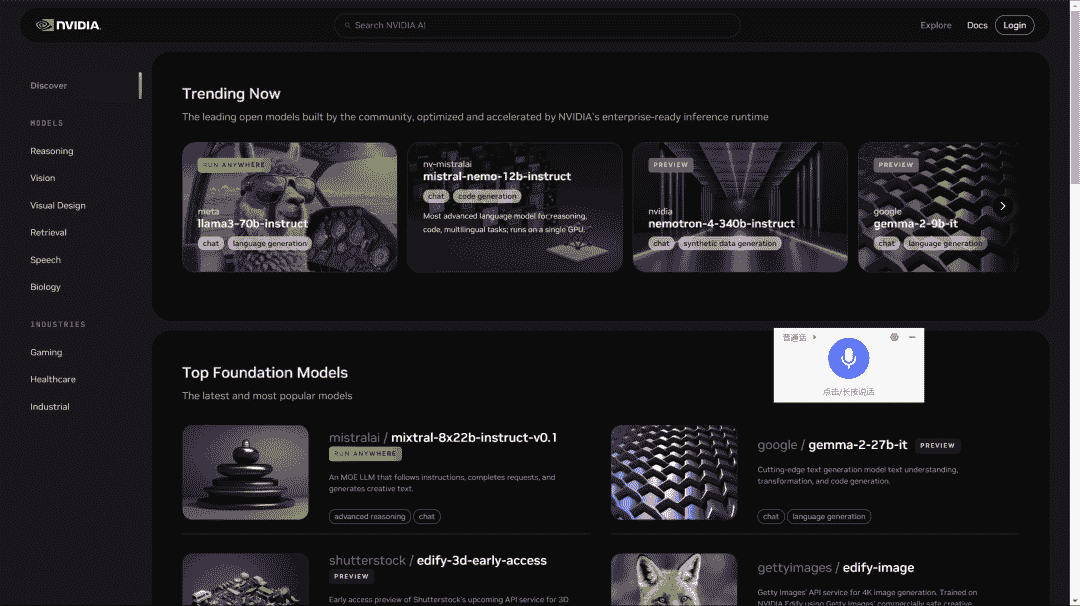 NVIDIA.
Search NVIDIA AI
Explore
Docs
Login
Discover
MODELS
Reasoning
Vision
Visual Design
Retrieval
Speech
Biology
INDUSTRIES
Gaming
Healthcare
Industrial
Trending Now
The leading open models built by the community, optimized and accelerated by NVIDIA's enterprise-ready inference runtime
RUN ANYWHERE
meta
llama3-70b-instruct
chat
language generation
nv-mistralai
mistral-nemo-12b-instruct
chat
code generation
Most advanced language model for reasoning,
code, multilingual tasks; runs on a single GPU.
PREVIEW
nvidia
nemotron-4-340b-instruct
chat
synthetic data generation
PREVIEW
google
gemma-2-9b-it
chat
language generation
普通话
点击/长按说话
Top Foundation Models
The latest and most popular models
mistralai / mixtral-8x22b-instruct-v0.1
RUN ANYWHERE
An MOE LLM that follows instructions, completes requests, and
generates creative text.
advanced reasoning
chat
google / gemma-2-27b-it
PREVIEW
Cutting-edge text generation model text understanding,
transformation, and code generation.
chat
language generation
shutterstock / edify-3d-early-access
PREVIEW
Early access preview of Shutterstock's upcoming API service for 3D
gettyimages / edify-image
Getty Images' API service for 4K image generation. Trained on
NVIDIA Edify using Getty Images' commercially safe creative